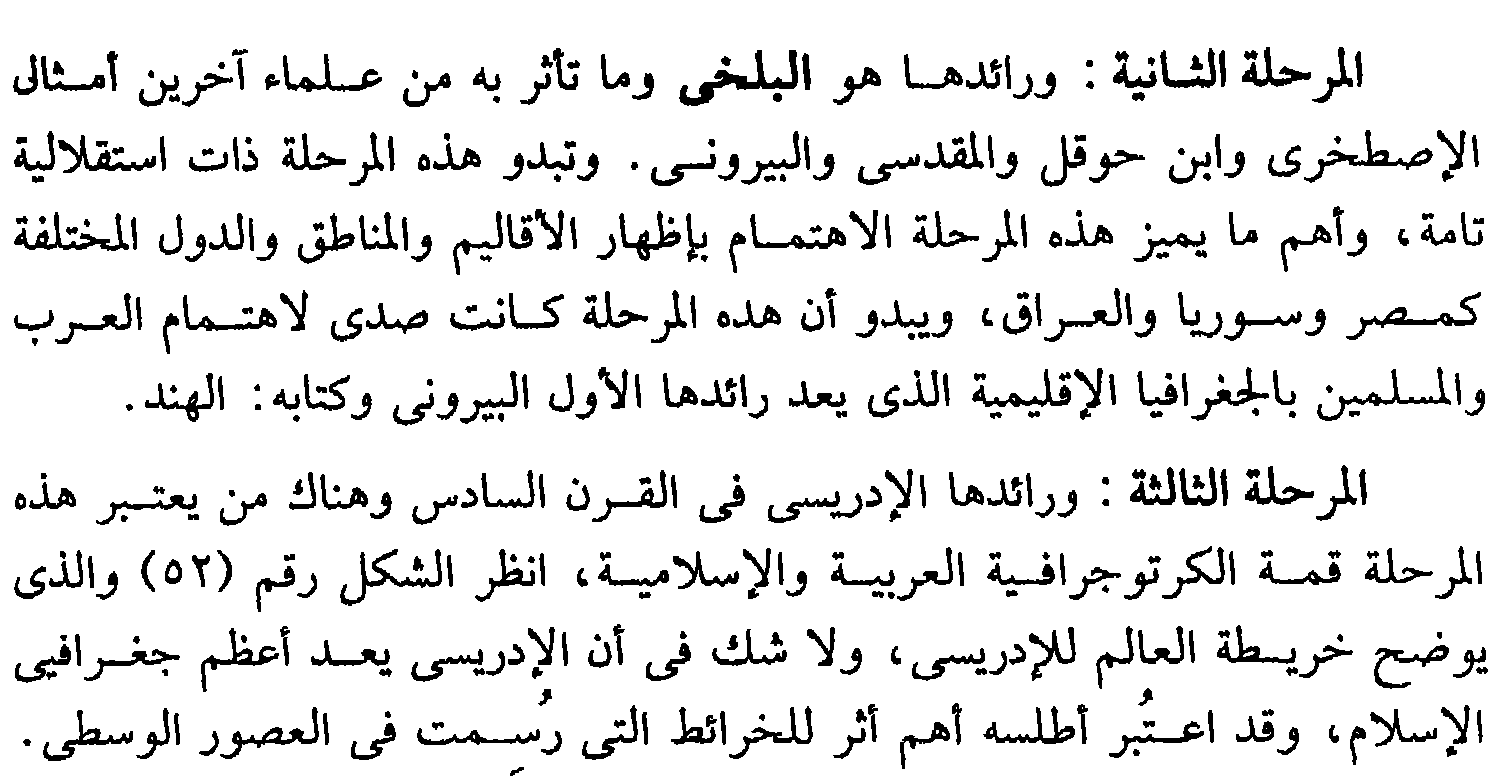 المرحلة الثانية : ورائدها هو البلخى وما تأثر به من علماء آخرين أمثال
الإصطخرى وابن حوقل والمقدسى والبيرونى. وتبدو هذه المرحلة ذات استقلالية
تامة، وأهم ما يميز هذه المرحلة الاهتمام بإظهار الأقاليم والمناطق والدول المختلفة
كمصر وسوريا والعراق، ويبدو أن هده المرحلة كانت صدى لاهتمام العرب
والمسلمين بالجغرافيا الإقليمية الذى يعد رائدها الأول البيرونى وكتابه: الهند.
المرحلة الثالثة : ورائدها الإدريسى فى القرن السادس وهناك من يعتبر هذه
المرحلة قمة الكرتوجرافية العربية والإسلامية، انظر الشكل رقم (٥٢) والذى
يوضح خريطة العالم للإدريسى، ولا شك فى أن الإدريسى يعد أعظم جغرافيى
الإسلام، وقد اعتُبر أطلسه أهم أثر للخرائط التى رُسِمت فى العصور الوسطى.